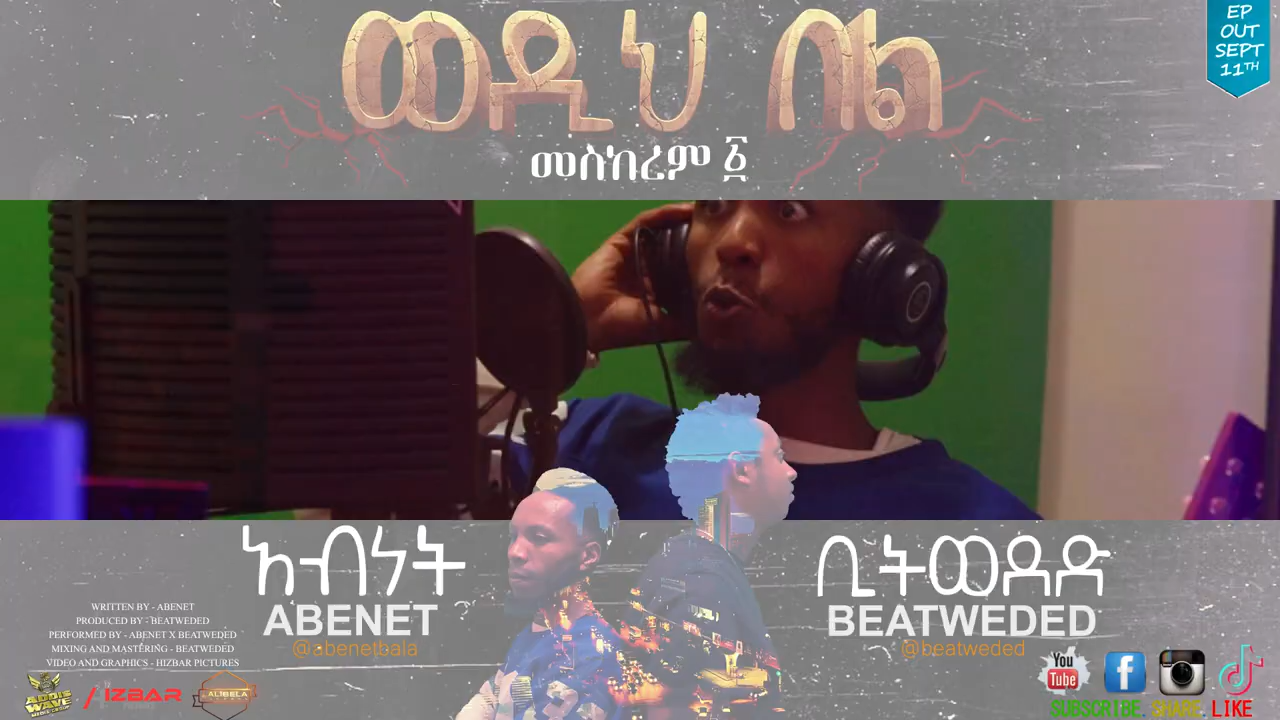 ወዲህ በል
መስከረም ፩
EP
OUT
SEPT
11TH
አብነት
ABENET
@abenetbala
ቢትወደድ
BEATWEDED
@beatweded
WRITTEN BY - ABENET
PRODUCED BY - BEATWEDED
PERFORMED BY - ABENET X BEATWEDED
MIXING AND MASTERING - BEATWEDED
VIDEO AND GRAPHICS - HIZBAR PICTURES
WAVE
IZBAR
ALIBELA
You
Tube
SUBSCRIBE. SHARE. LIKE